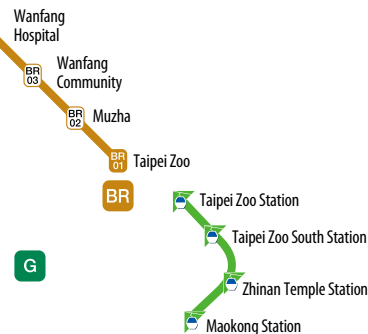 Wanfang
Hospital
BR
03
Wanfang
Community
BR
02
Muzha
BR
01
Taipei Zoo
BR
Taipei Zoo Station
Taipei Zoo South Station
G
Zhinan Temple Station
Maokong Station